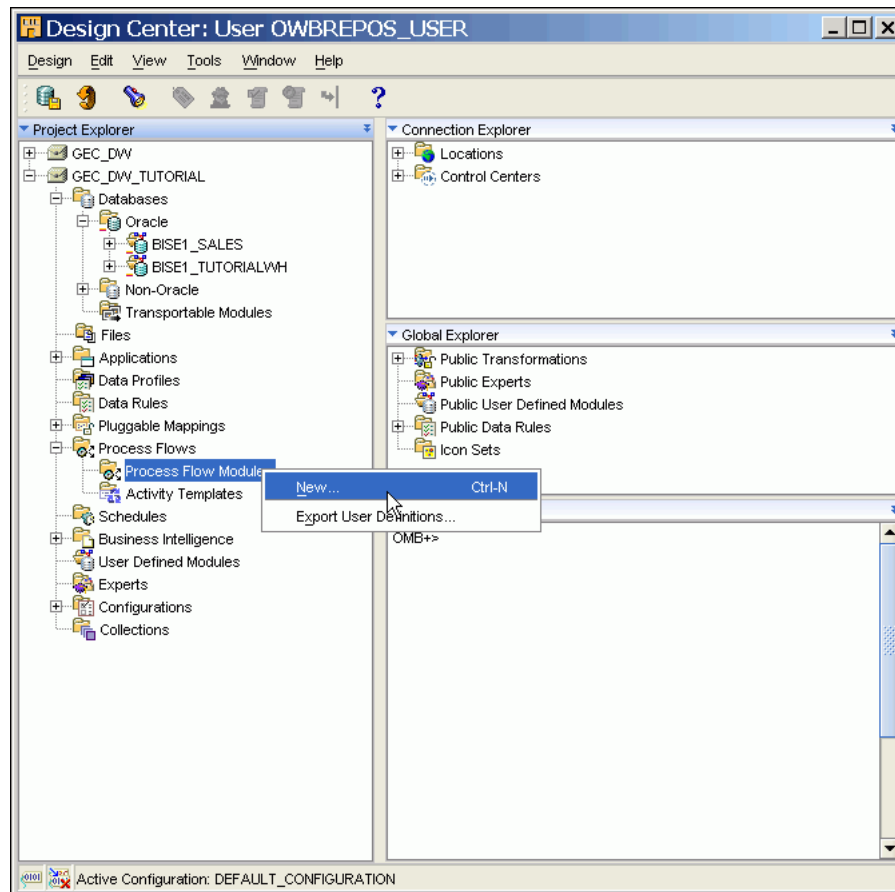 Design Center: User OWBREPOS_USER
Design Edit View Tools Window Help
?
Project Explorer
GEC_DW
GEC_DW_TUTORIAL
Databases
Oracle
BISE1_SALES
BISE1_TUTORIALWH
Non-Oracle
Transportable Modules
Files
Applications
Data Profiles
Data Rules
Pluggable Mappings
Process Flows
Process Flow Module
Activity Templates
Schedules
Business Intelligence
User Defined Modules
Experts
Configurations
Collections
New... Ctrl-N
Export User Definitions...
Connection Explorer
Locations
Control Centers
Global Explorer
Public Transformations
Public Experts
Public User Defined Modules
Public Data Rules
Icon Sets
OMB+>
Active Configuration: DEFAULT_CONFIGURATION